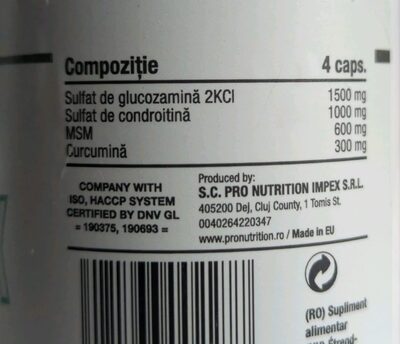 Compoziție 4 caps.
Sulfat de glucozamină 2KCl 1500 mg
Sulfat de condroitină 1000 mg
MSM 600 mg
Curcumină 300 mg
COMPANY WITH
ISO, HACCP SYSTEM
CERTIFIED BY DNV GL
= 190375, 190693 =
Produced by:
S.C. PRO NUTRITION IMPEX S.R.L.
405200 Dej, Cluj County, 1 Tomis St.
0040264220347
www.pronutrition.ro / Made in EU
(RO) Supliment
alimentar